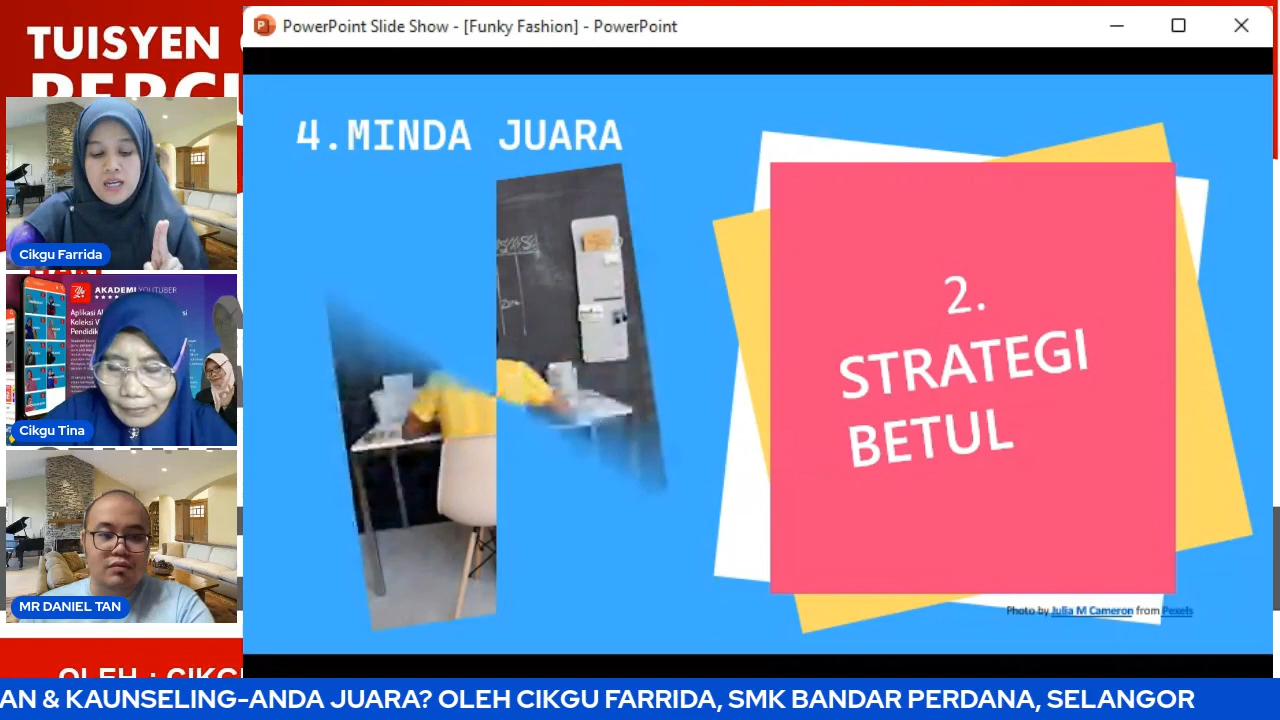 TUISYEN
PowerPoint Slide Show - [Funky Fashion] - PowerPoint
4.MINDA JUARA
2.
STRATEGI
BETUL
Photo by Julia M Cameron from Pexels
Cikgu Farrida
AKADEMI YOUTUBER
Cikgu Tina
MR DANIEL TAN
OLEH : CIKG
AN & KAUNSELING-ANDA JUARA? OLEH CIKGU FARRIDA, SMK BANDAR PERDANA, SELANGOR